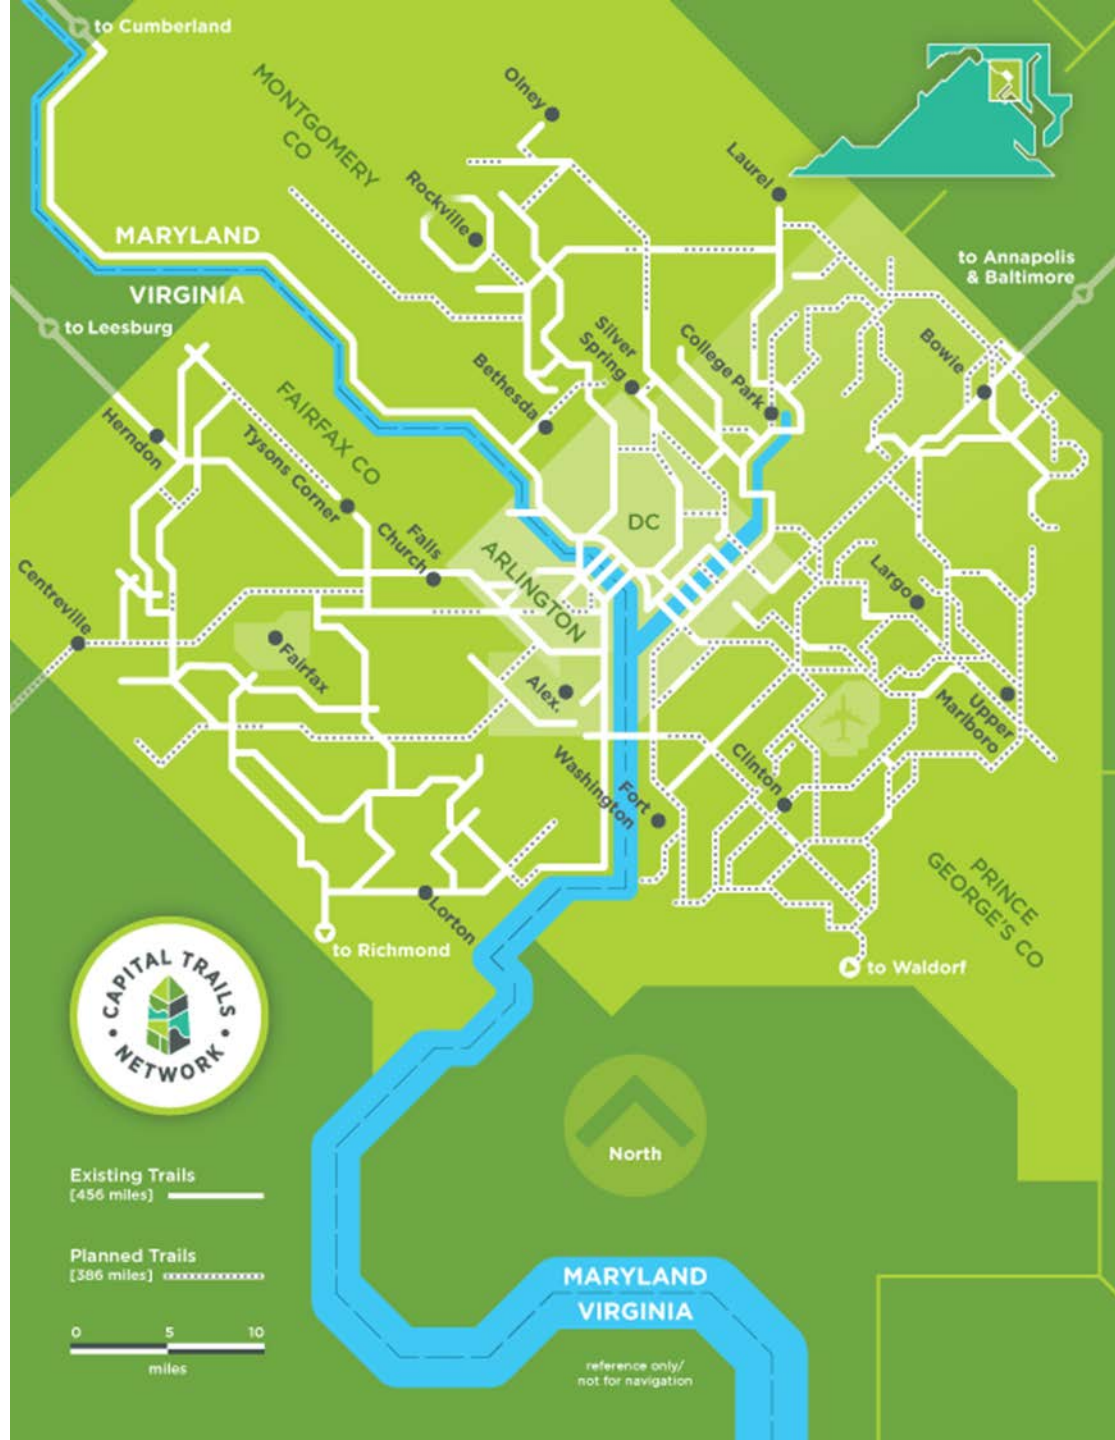 to Cumberland
MONTGOMERY
CO
Olney
Laurel
Rockville
MARYLAND
VIRGINIA
to Annapolis
& Baltimore
to Leesburg
Silver
Spring
College Park
Bowie
Bethesda
FAIRFAX CO
Herndon
Tysons Corner
Falls
Church
DC
ARLINGTON
Centreville
Largo
Fairfax
Alex.
Upper
Marlboro
Clinton
Fort
Washington
PRINCE
GEORGE'S CO
Lorton
to Richmond
to Waldorf
CAPITAL TRAILS
NETWORK
North
Existing Trails
[456 miles]
Planned Trails
[386 miles]
0 5 10
miles
MARYLAND
VIRGINIA
reference only/
not for navigation